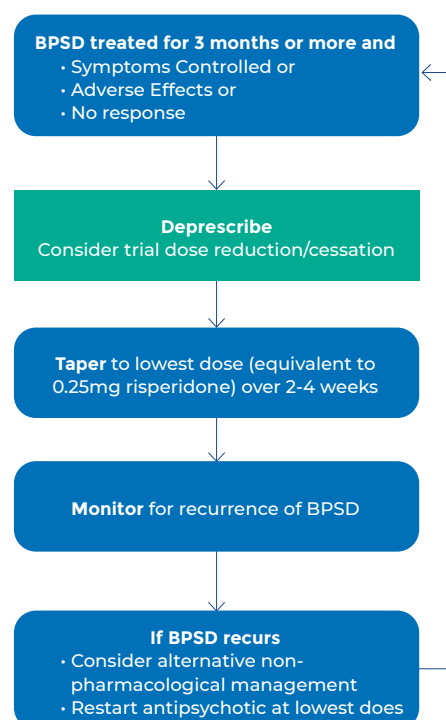 BPSD treated for 3 months or more and
• Symptoms Controlled or
• Adverse Effects or
• No response
Deprescribe
Consider trial dose reduction/cessation
Taper to lowest dose (equivalent to
0.25mg risperidone) over 2-4 weeks
Monitor for recurrence of BPSD
If BPSD recurs
• Consider alternative non-
pharmacological management
• Restart antipsychotic at lowest does